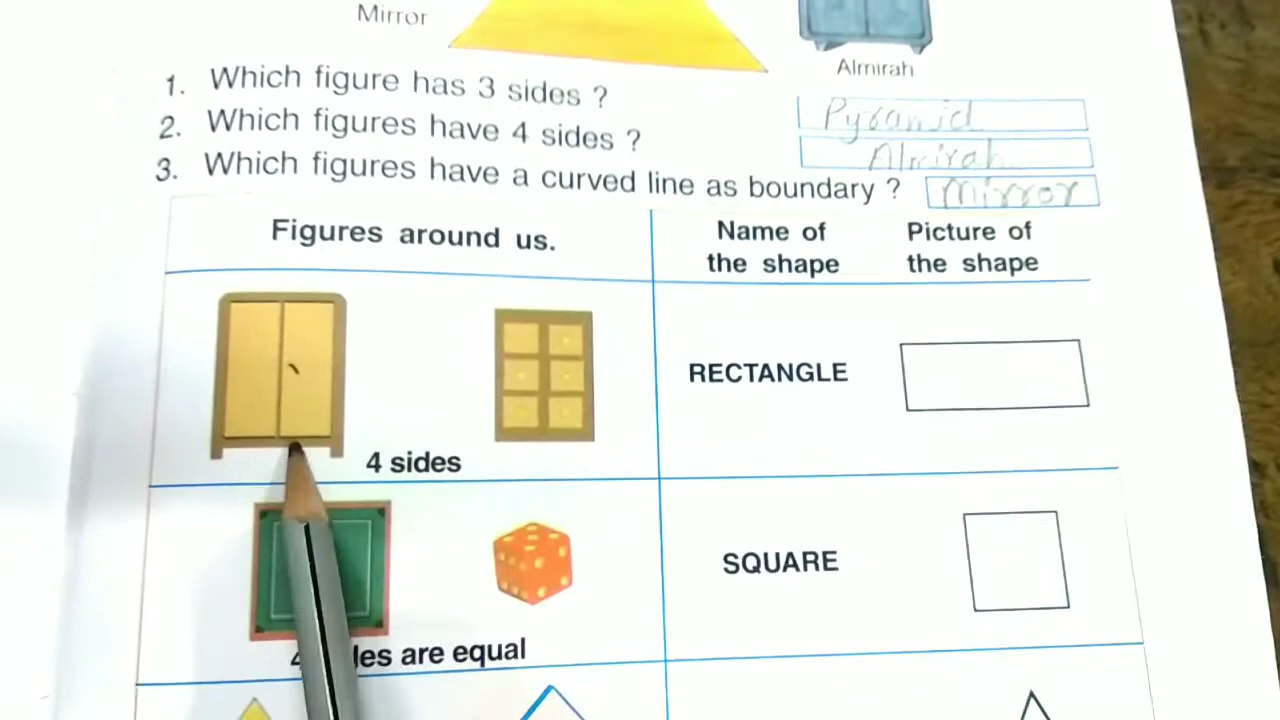 Mirror
Almirah
1. Which figure has 3 sides ? Pyramid
2. Which figures have 4 sides ? Almirah
3. Which figures have a curved line as boundary ? Mirror
Figures around us.
Name of the shape
Picture of the shape
4 sides
RECTANGLE
SQUARE
are equal